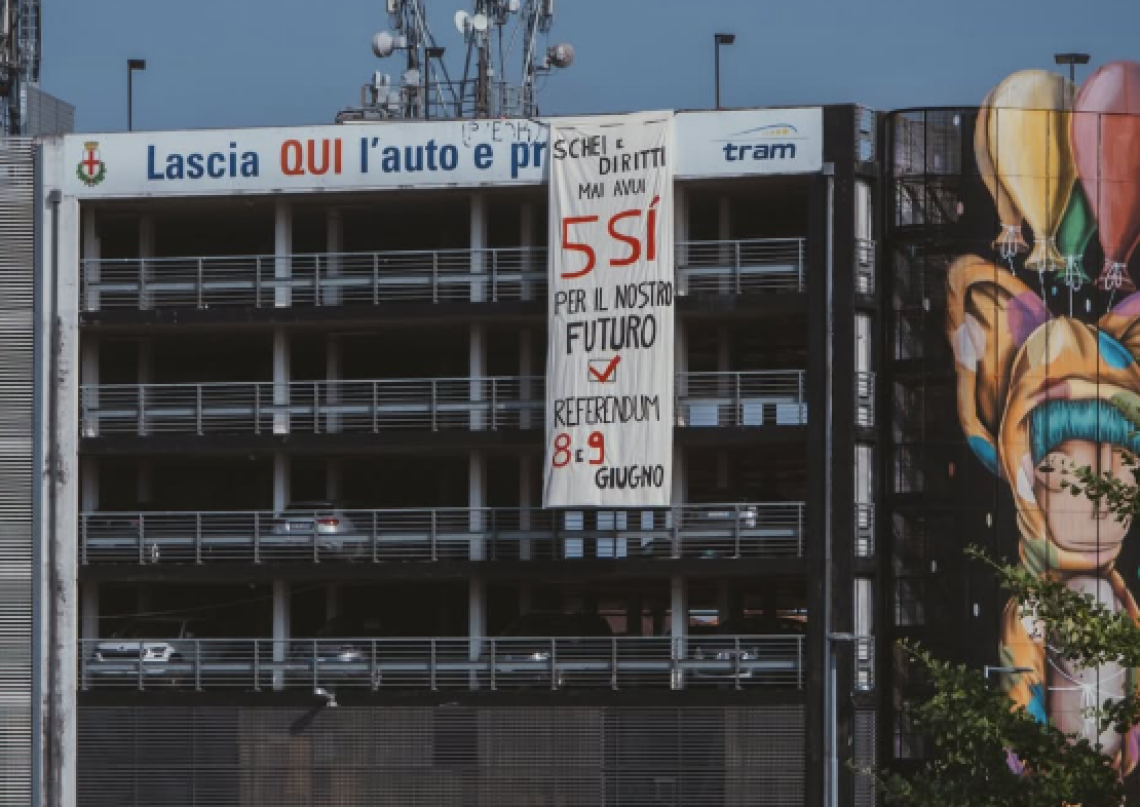 Lascia QUI l'auto e pr
tram
SCHEI E
DIRITTI
MAI AVUI
5 SÍ
PER IL NOSTRO
FUTURO
REFERENDUM
8 E 9
GIUGNO